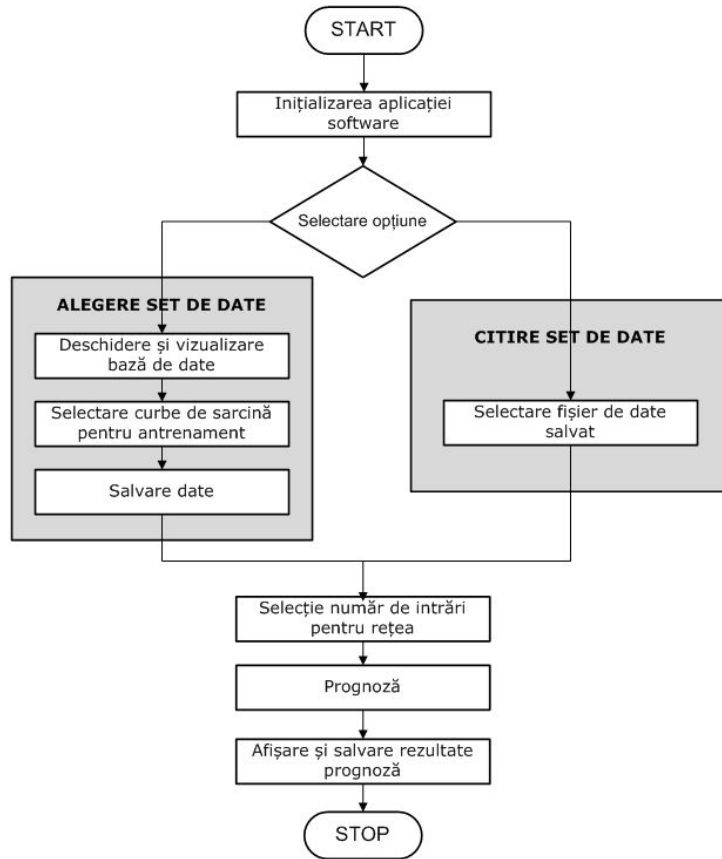 START
Inițializarea aplicației
software
Selectare opțiune
ALEGERE SET DE DATE
Deschidere și vizualizare
bază de date
Selectare curbe de sarcină
pentru antrenament
Salvare date
CITIRE SET DE DATE
Selectare fișier de date
salvat
Selecție număr de intrări
pentru rețea
Prognoză
Afișare și salvare rezultate
prognoză
STOP